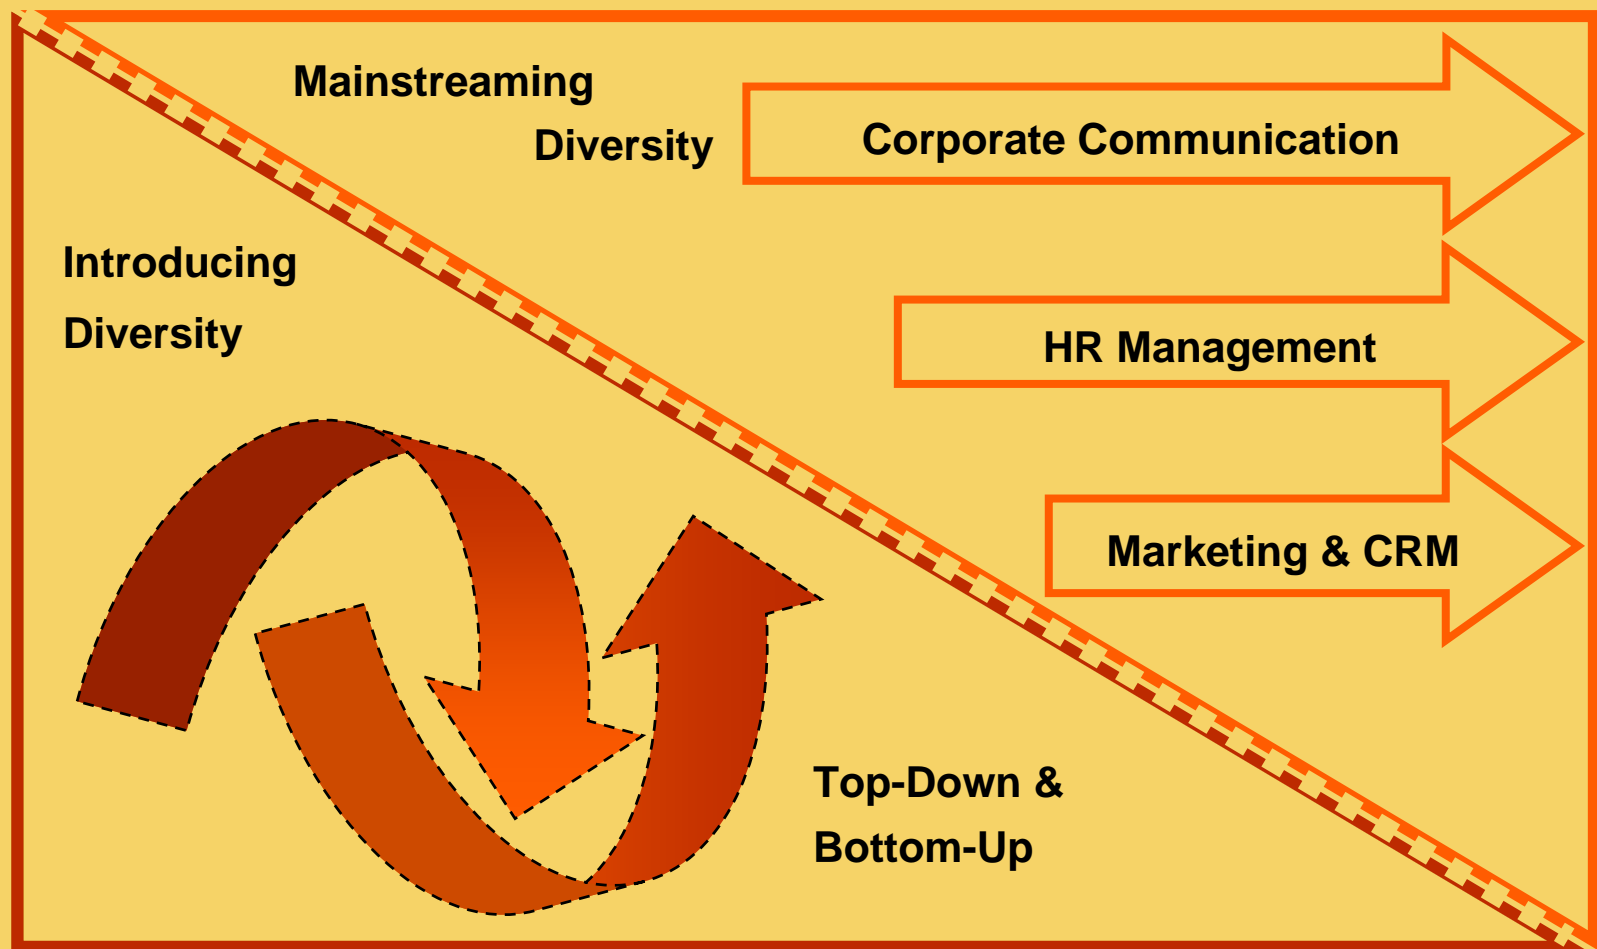 Mainstreaming
Diversity
Corporate Communication
Introducing
Diversity
HR Management
Marketing & CRM
Top-Down &
Bottom-Up